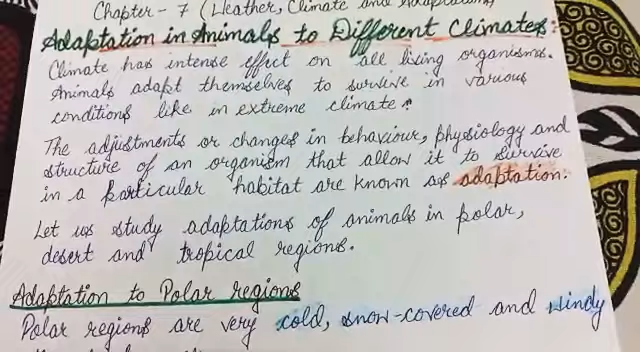 Chapter - 7 (Weather, Climate and Adaptation)
Adaptation in Animals to Different Climates:
Climate has intense effect on all living organisms.
Animals adapt themselves to survive in various
conditions like in extreme climate.
The adjustments or changes in behaviour, physiology and
structure of an organism that allow it to survive
in a particular habitat are known as adaptation.
Let us study adaptations of animals in polar,
desert and tropical regions.
Adaptation to Polar regions
Polar regions are very cold, snow-covered and windy